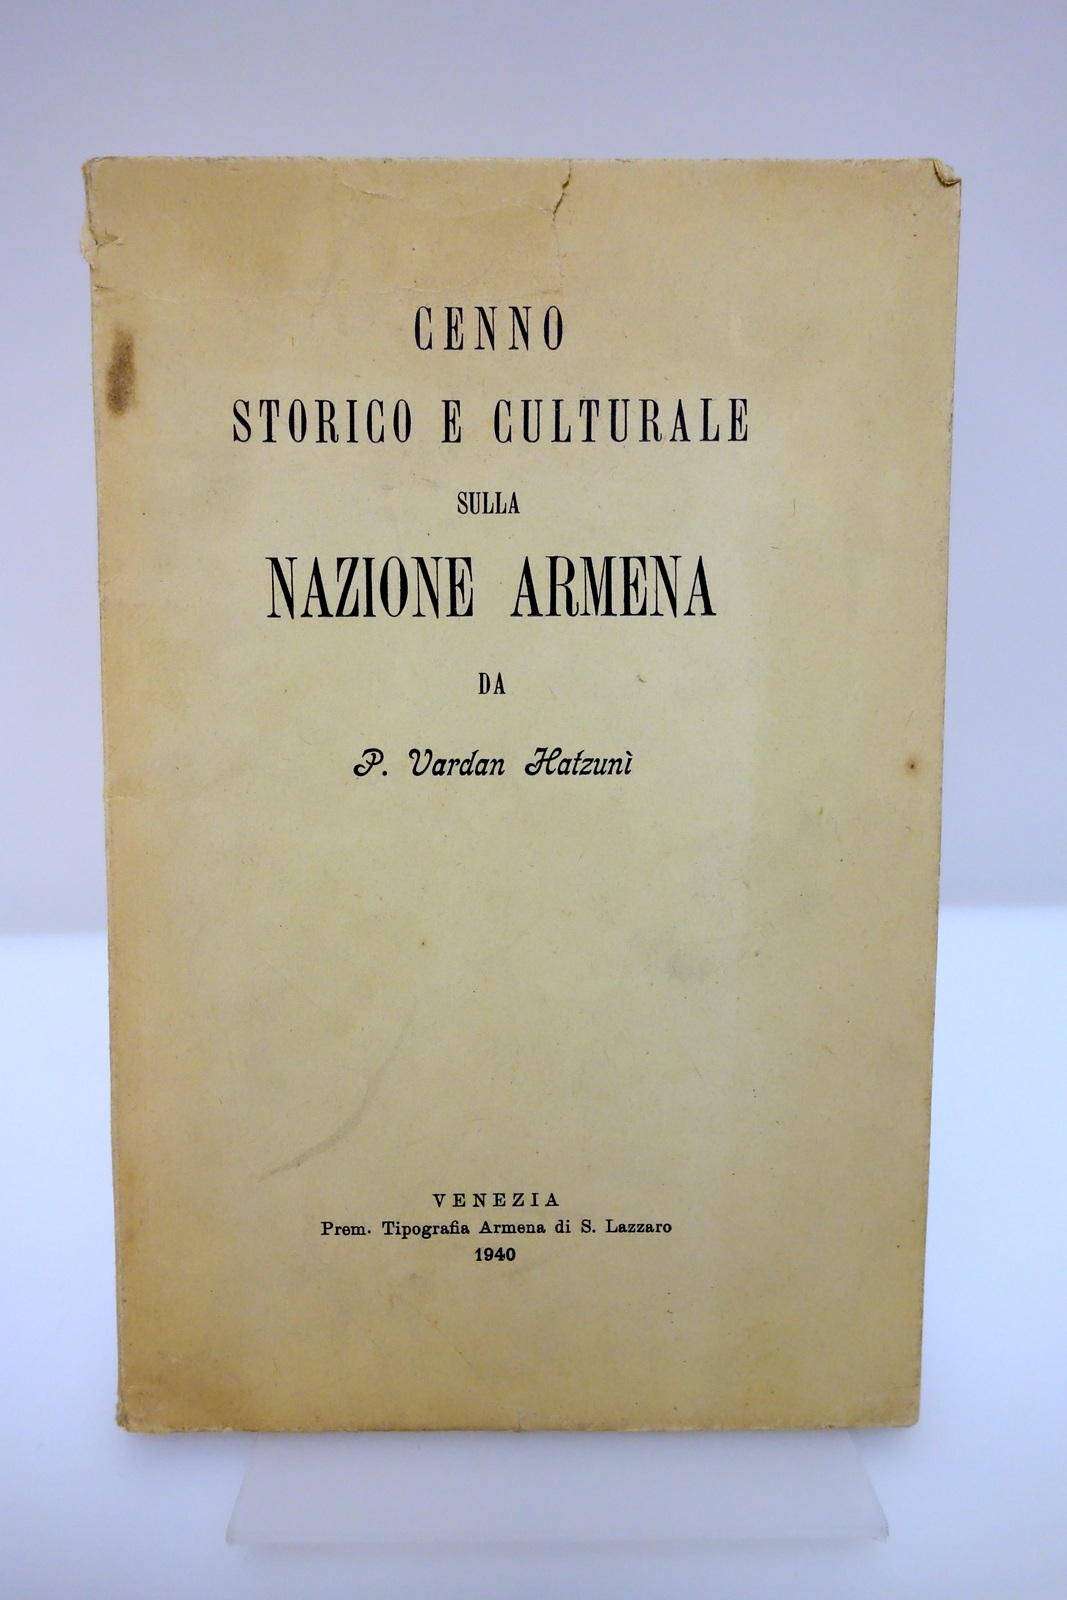 CENNO
STORICO E CULTURALE
SULLA
NAZIONE ARMENA
DA
P. Vardan Hatzunì
VENEZIA
Prem. Tipografia Armena di S. Lazzaro
1940